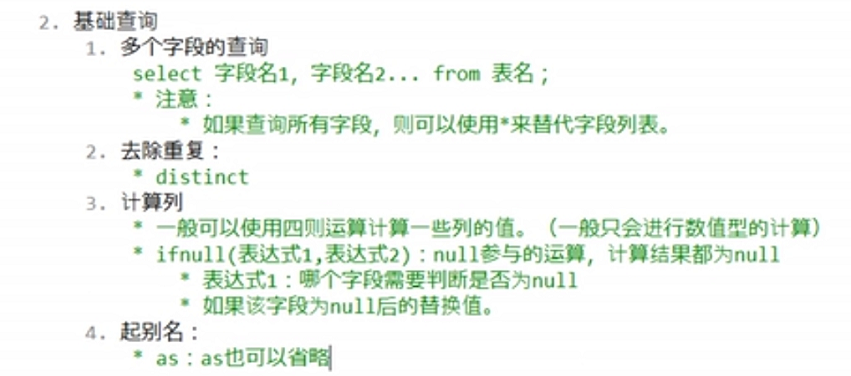 2. 基础查询
1. 多个字段的查询
select 字段名1，字段名2... from 表名；
* 注意：
* 如果查询所有字段，则可以使用*来替代字段列表。
2. 去除重复：
* distinct
3. 计算列
* 一般可以使用四则运算计算一些列的值。（一般只会进行数值型的计算）
* ifnull(表达式1,表达式2)：null参与的运算，计算结果都为null
* 表达式1：哪个字段需要判断是否为null
* 如果该字段为null后的替换值。
4. 起别名：
* as：as也可以省略